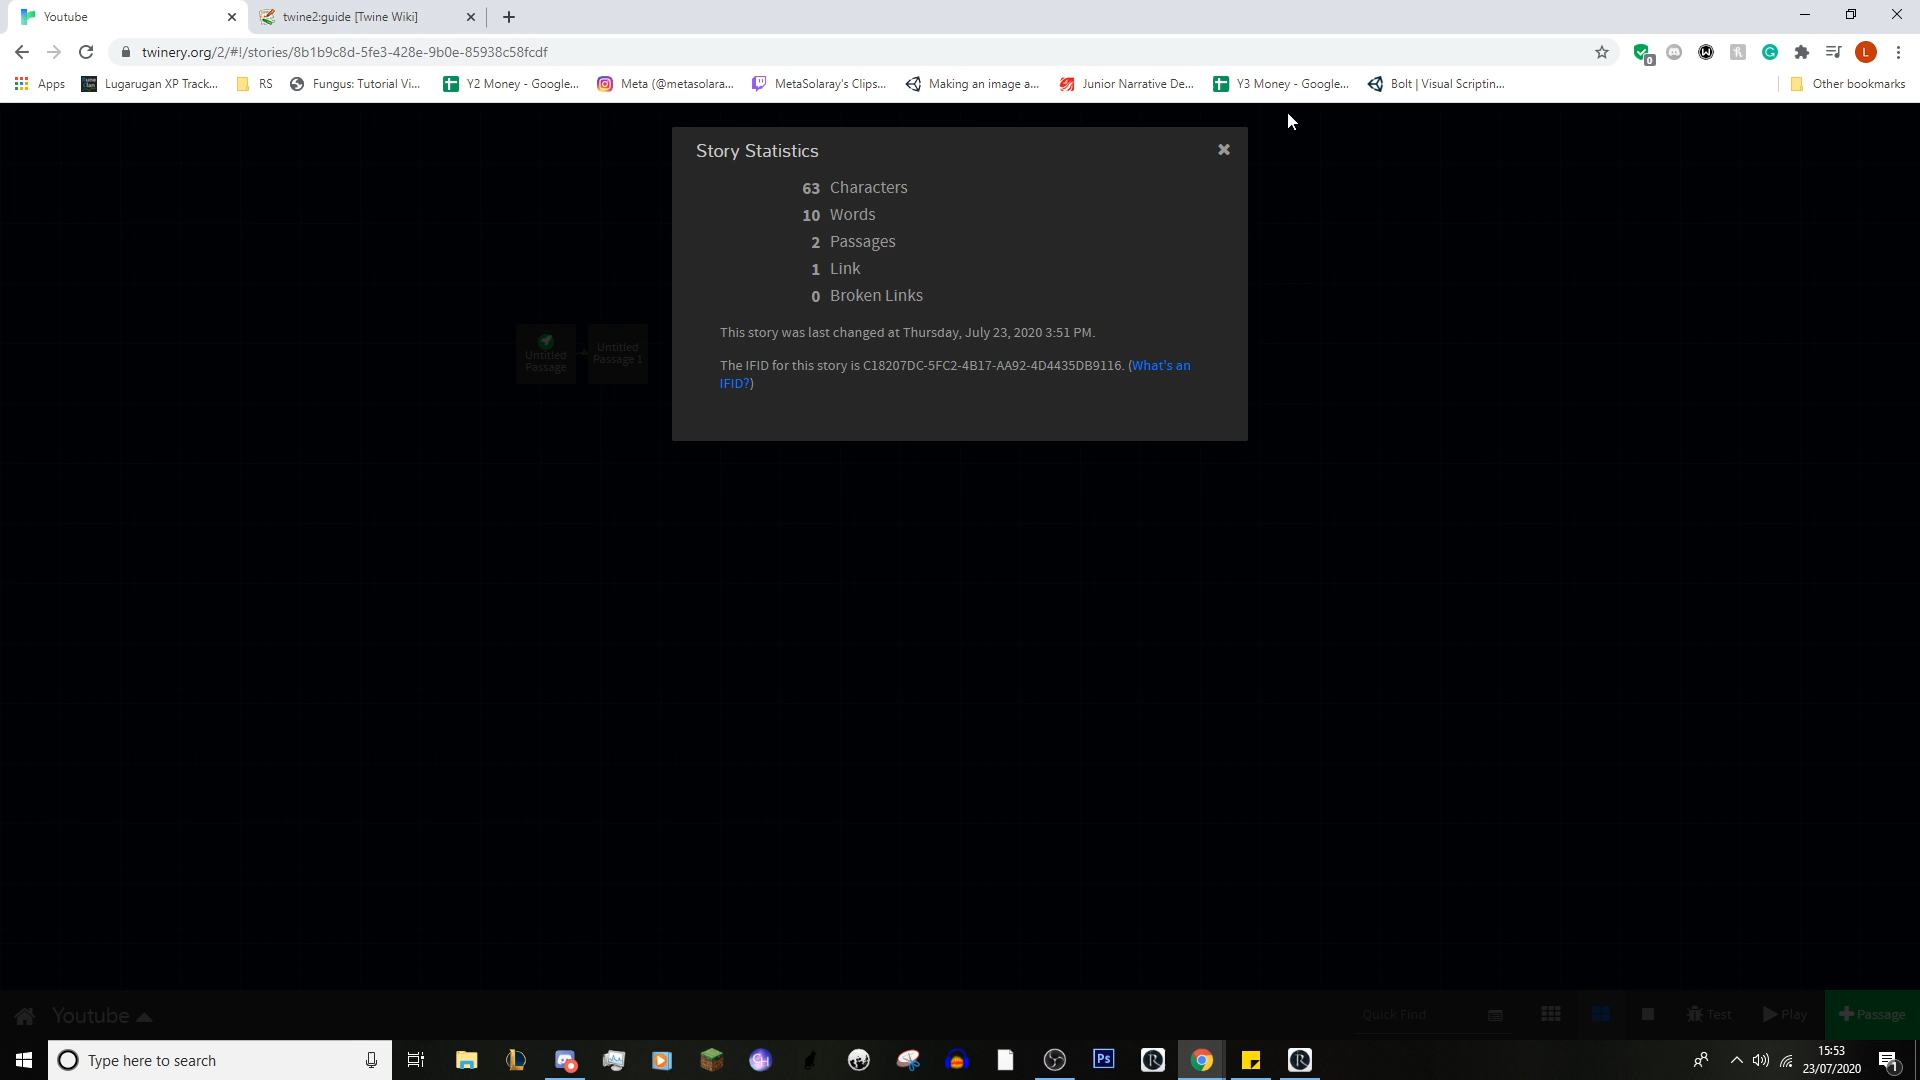 Youtube
twine2:guide [Twine Wiki]
twinery.org/2/#!/stories/8b1b9c8d-5fe3-428e-9b0e-85938c58fcdf
0
L
Apps
Lugarugan XP Track...
RS
Fungus: Tutorial Vi...
Y2 Money - Google...
Meta (@metasolara...
MetaSolaray's Clips...
Making an image a...
Junior Narrative De...
Y3 Money - Google...
Bolt | Visual Scriptin...
Other bookmarks
Story Statistics
63 Characters
10 Words
2 Passages
1 Link
0 Broken Links
This story was last changed at Thursday, July 23, 2020 3:51 PM.
The IFID for this story is C18207DC-5FC2-4B17-AA92-4D4435DB9116. (What's an
IFID?)
Untitled
Passage
Untitled
Passage 1
Youtube
Quick Find
Test
Play
Passage
Type here to search
Ps
15:53
23/07/2020
1